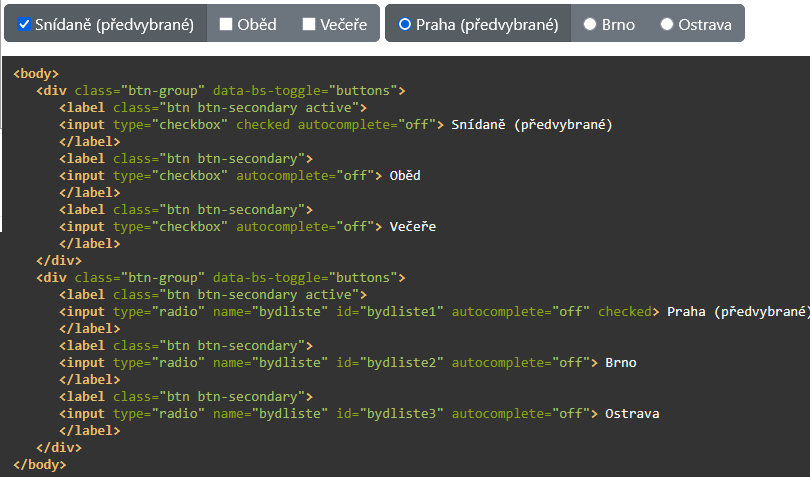 Snídaně (předvybrané) Oběd Večeře Praha (předvybrané) Brno Ostrava
<body>
<div class="btn-group" data-bs-toggle="buttons">
<label class="btn btn-secondary active">
<input type="checkbox" checked autocomplete="off"> Snídaně (předvybrané)
</label>
<label class="btn btn-secondary">
<input type="checkbox" autocomplete="off"> Oběd
</label>
<label class="btn btn-secondary">
<input type="checkbox" autocomplete="off"> Večeře
</label>
</div>
<div class="btn-group" data-bs-toggle="buttons">
<label class="btn btn-secondary active">
<input type="radio" name="bydliste" id="bydliste1" autocomplete="off" checked> Praha (předvybrané)
</label>
<label class="btn btn-secondary">
<input type="radio" name="bydliste" id="bydliste2" autocomplete="off"> Brno
</label>
<label class="btn btn-secondary">
<input type="radio" name="bydliste" id="bydliste3" autocomplete="off"> Ostrava
</label>
</div>
</body>